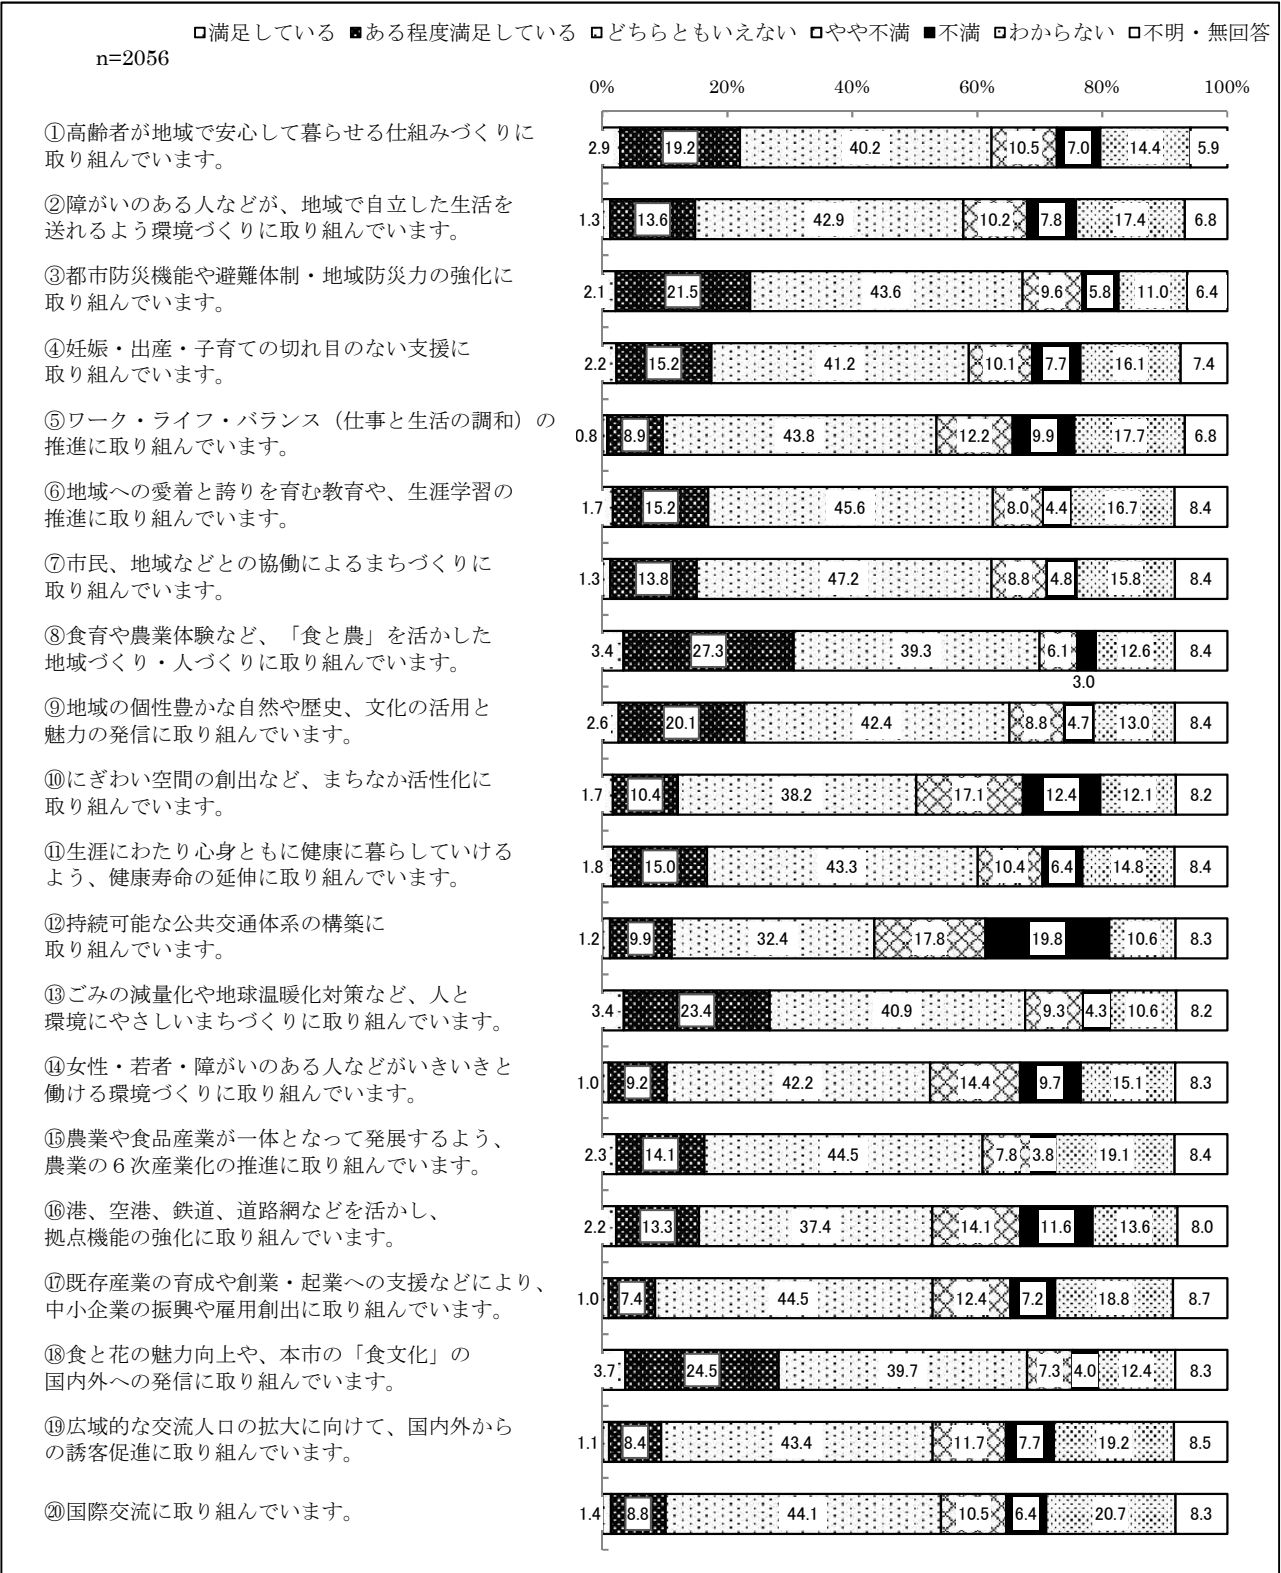 □満足している ■ある程度満足している □どちらともいえない □やや不満 ■不満 □わからない □不明・無回答
n=2056
0% 20% 40% 60% 80% 100%
①高齢者が地域で安心して暮らせる仕組みづくりに
取り組んでいます。
2.9 19.2 40.2 10.5 7.0 14.4 5.9
②障がいのある人などが、地域で自立した生活を
送れるよう環境づくりに取り組んでいます。
1.3 13.6 42.9 10.2 7.8 17.4 6.8
③都市防災機能や避難体制・地域防災力の強化に
取り組んでいます。
2.1 21.5 43.6 9.6 5.8 11.0 6.4
④妊娠・出産・子育ての切れ目のない支援に
取り組んでいます。
2.2 15.2 41.2 10.1 7.7 16.1 7.4
⑤ワーク・ライフ・バランス（仕事と生活の調和）の
推進に取り組んでいます。
0.8 8.9 43.8 12.2 9.9 17.7 6.8
⑥地域への愛着と誇りを育む教育や、生涯学習の
推進に取り組んでいます。
1.7 15.2 45.6 8.0 4.4 16.7 8.4
⑦市民、地域などとの協働によるまちづくりに
取り組んでいます。
1.3 13.8 47.2 8.8 4.8 15.8 8.4
⑧食育や農業体験など、「食と農」を活かした
地域づくり・人づくりに取り組んでいます。
3.4 27.3 39.3 6.1 12.6 8.4
3.0
⑨地域の個性豊かな自然や歴史、文化の活用と
魅力の発信に取り組んでいます。
2.6 20.1 42.4 8.8 4.7 13.0 8.4
⑩にぎわい空間の創出など、まちなか活性化に
取り組んでいます。
1.7 10.4 38.2 17.1 12.4 12.1 8.2
⑪生涯にわたり心身ともに健康に暮らしていける
よう、健康寿命の延伸に取り組んでいます。
1.8 15.0 43.3 10.4 6.4 14.8 8.4
⑫持続可能な公共交通体系の構築に
取り組んでいます。
1.2 9.9 32.4 17.8 19.8 10.6 8.3
⑬ごみの減量化や地球温暖化対策など、人と
環境にやさしいまちづくりに取り組んでいます。
3.4 23.4 40.9 9.3 4.3 10.6 8.2
⑭女性・若者・障がいのある人などがいきいきと
働ける環境づくりに取り組んでいます。
1.0 9.2 42.2 14.4 9.7 15.1 8.3
⑮農業や食品産業が一体となって発展するよう、
農業の６次産業化の推進に取り組んでいます。
2.3 14.1 44.5 7.8 3.8 19.1 8.4
⑯港、空港、鉄道、道路網などを活かし、
拠点機能の強化に取り組んでいます。
2.2 13.3 37.4 14.1 11.6 13.6 8.0
⑰既存産業の育成や創業・起業への支援などにより、
中小企業の振興や雇用創出に取り組んでいます。
1.0 7.4 44.5 12.4 7.2 18.8 8.7
⑱食と花の魅力向上や、本市の「食文化」の
国内外への発信に取り組んでいます。
3.7 24.5 39.7 7.3 4.0 12.4 8.3
⑲広域的な交流人口の拡大に向けて、国内外から
の誘客促進に取り組んでいます。
1.1 8.4 43.4 11.7 7.7 19.2 8.5
⑳国際交流に取り組んでいます。
1.4 8.8 44.1 10.5 6.4 20.7 8.3